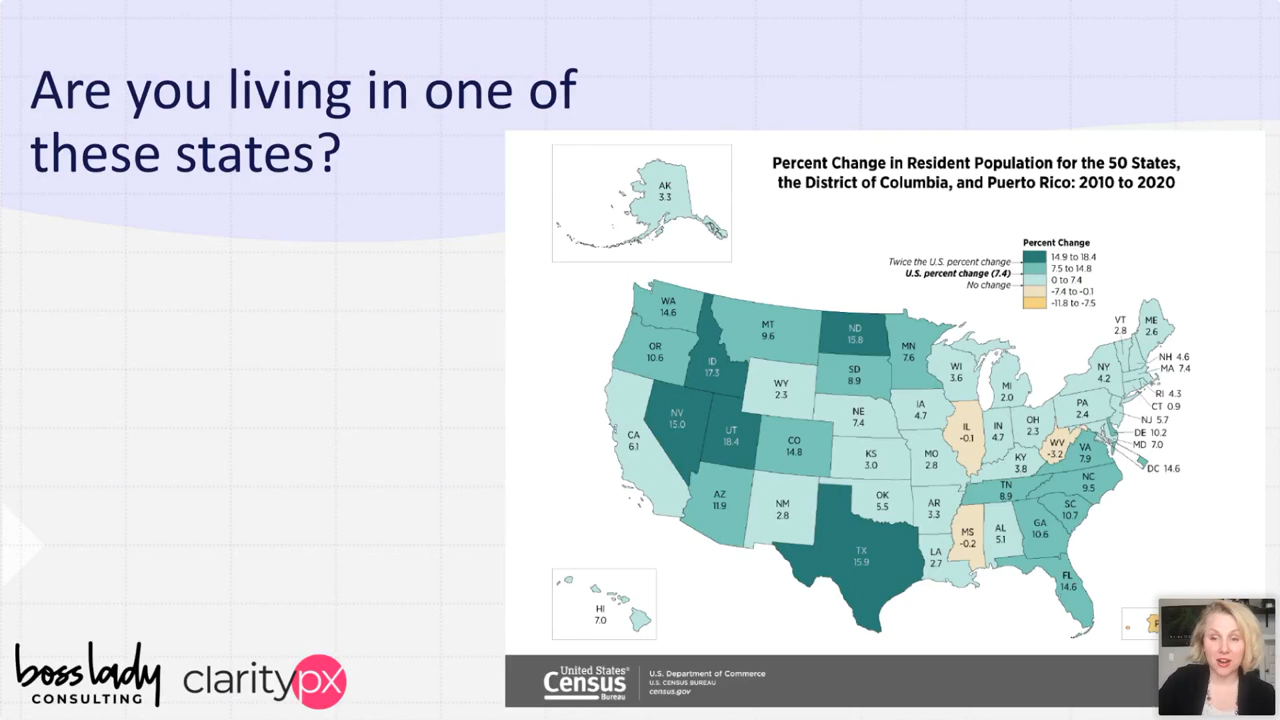 Are you living in one of
these states?
Percent Change in Resident Population for the 50 States,
the District of Columbia, and Puerto Rico: 2010 to 2020
AK
3.3
Percent Change
Twice the U.S. percent change
U.S. percent change (7.4)
No change
14.9 to 18.4
7.5 to 14.8
0 to 7.4
-7.4 to -0.1
-11.8 to -7.5
WA
14.6
OR
10.6
CA
6.1
ID
17.3
NV
15.0
UT
18.4
AZ
11.9
MT
9.6
WY
2.3
CO
14.8
NM
2.8
ND
15.8
SD
8.9
NE
7.4
KS
3.0
OK
5.5
TX
15.9
MN
7.6
IA
4.7
MO
2.8
AR
3.3
LA
2.7
WI
3.6
IL
-0.1
MS
-0.2
MI
2.0
IN
4.7
KY
3.8
TN
8.9
AL
5.1
OH
2.3
WV
-3.2
VA
7.9
NC
9.5
SC
10.7
GA
10.6
FL
14.6
PA
2.4
NY
4.2
VT
2.8
ME
2.6
NH 4.6
MA 7.4
RI 4.3
CT 0.9
NJ 5.7
DE 10.2
MD 7.0
DC 14.6
HI
7.0
boss lady
CONSULTING
claritypx
United States®
Census
Bureau
U.S. Department of Commerce
U.S. CENSUS BUREAU
census.gov